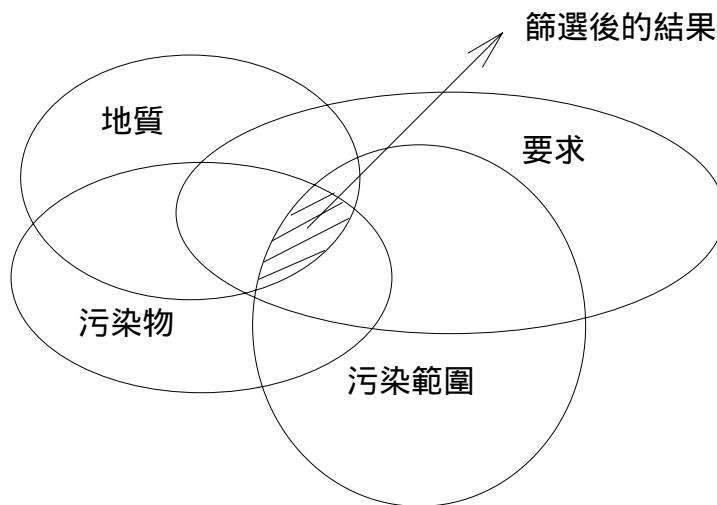 篩選後的結果
地質
要求
污染物
污染範圍